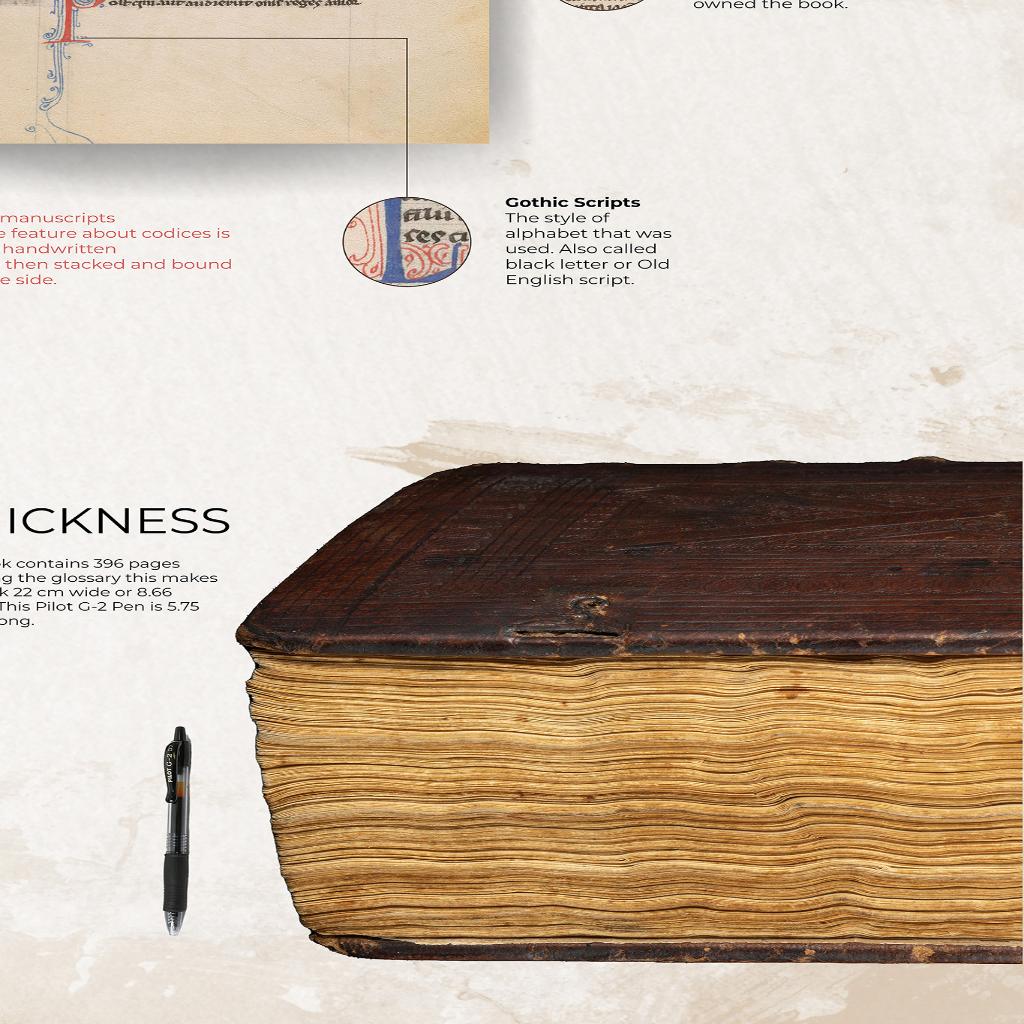 owned the book.
manuscripts
e feature about codices is
handwritten
then stacked and bound
e side.
au
ses a
Gothic Scripts
The style of
alphabet that was
used. Also called
black letter or Old
English script.
ICKNESS
k contains 396 pages
g the glossary this makes
k 22 cm wide or 8.66
This Pilot G-2 Pen is 5.75
ong.
PILOT G-2